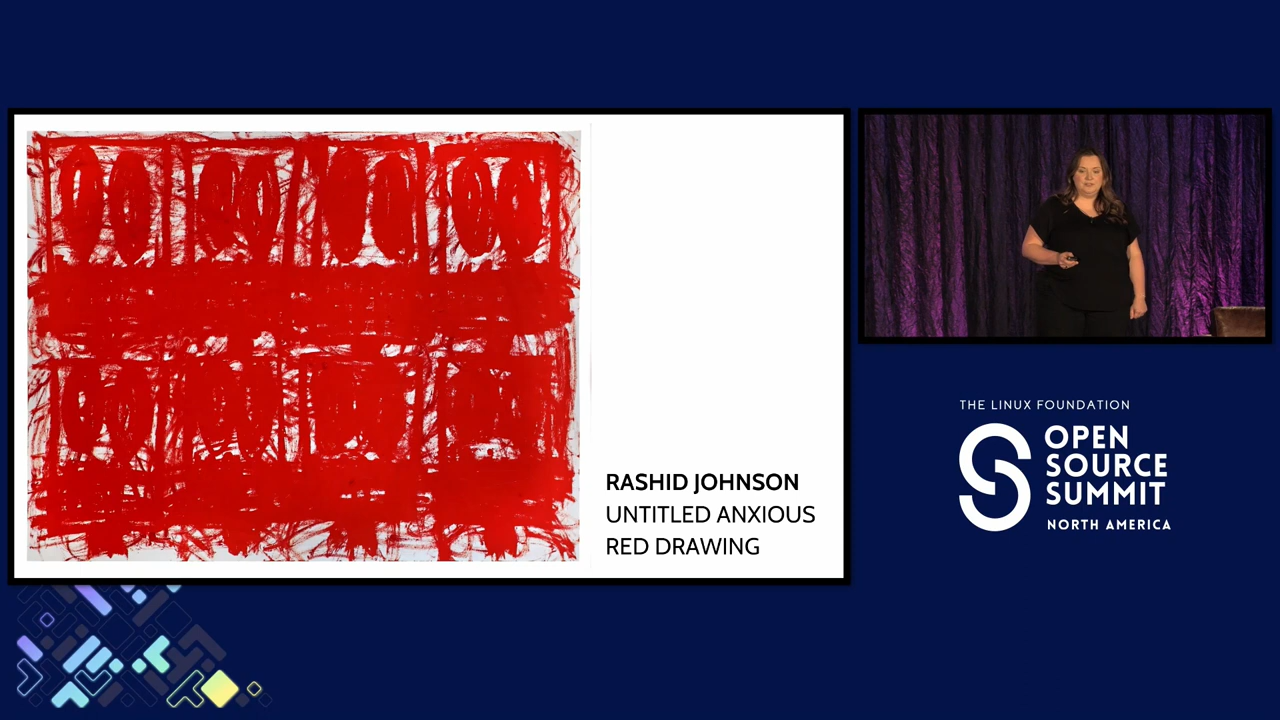 RASHID JOHNSON
UNTITLED ANXIOUS
RED DRAWING
THE LINUX FOUNDATION
OPEN
SOURCE
SUMMIT
NORTH AMERICA